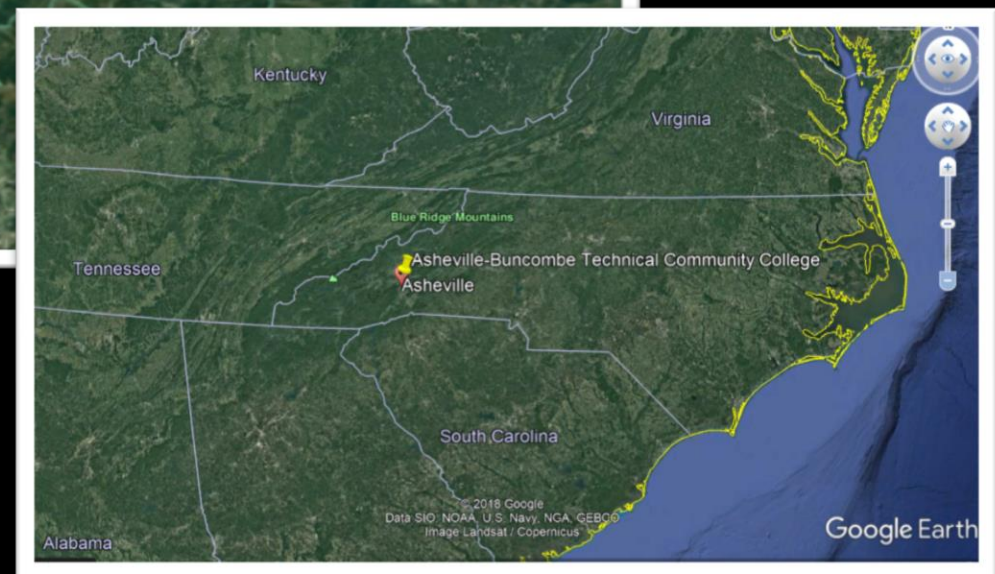 Kentucky
Virginia
Blue Ridge Mountains
Asheville-Buncombe Technical Community College
Tennessee
Asheville
South Carolina
© 2018 Google
Data SIO, NOAA, U.S. Navy, NGA, GEBCO
Image Landsat / Copernicus
Google Earth
Alabama